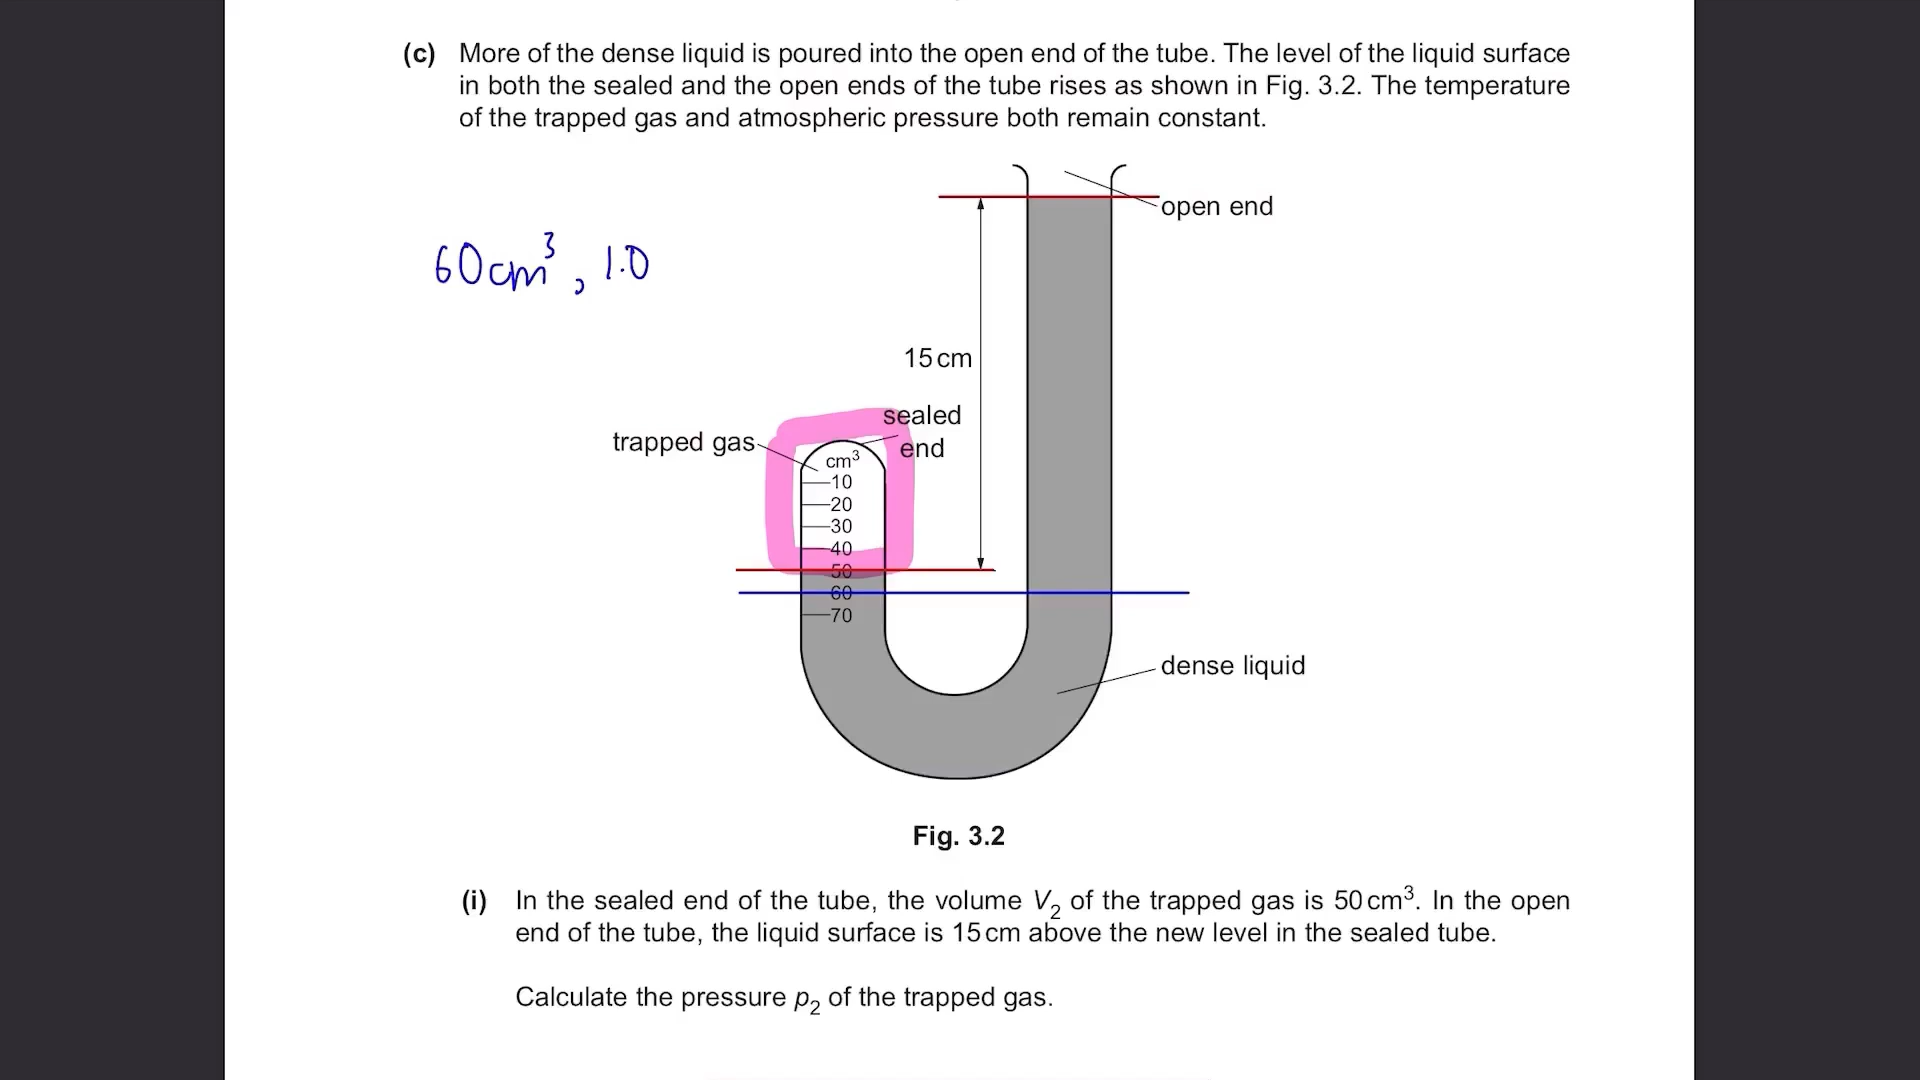 (c) More of the dense liquid is poured into the open end of the tube. The level of the liquid surface
in both the sealed and the open ends of the tube rises as shown in Fig. 3.2. The temperature
of the trapped gas and atmospheric pressure both remain constant.
open end
60cm³, 1.0
15 cm
sealed
end
trapped gas
cm³
10
20
30
40
50
60
70
dense liquid
Fig. 3.2
(i) In the sealed end of the tube, the volume V₂ of the trapped gas is 50 cm³. In the open
end of the tube, the liquid surface is 15 cm above the new level in the sealed tube.
Calculate the pressure p₂ of the trapped gas.